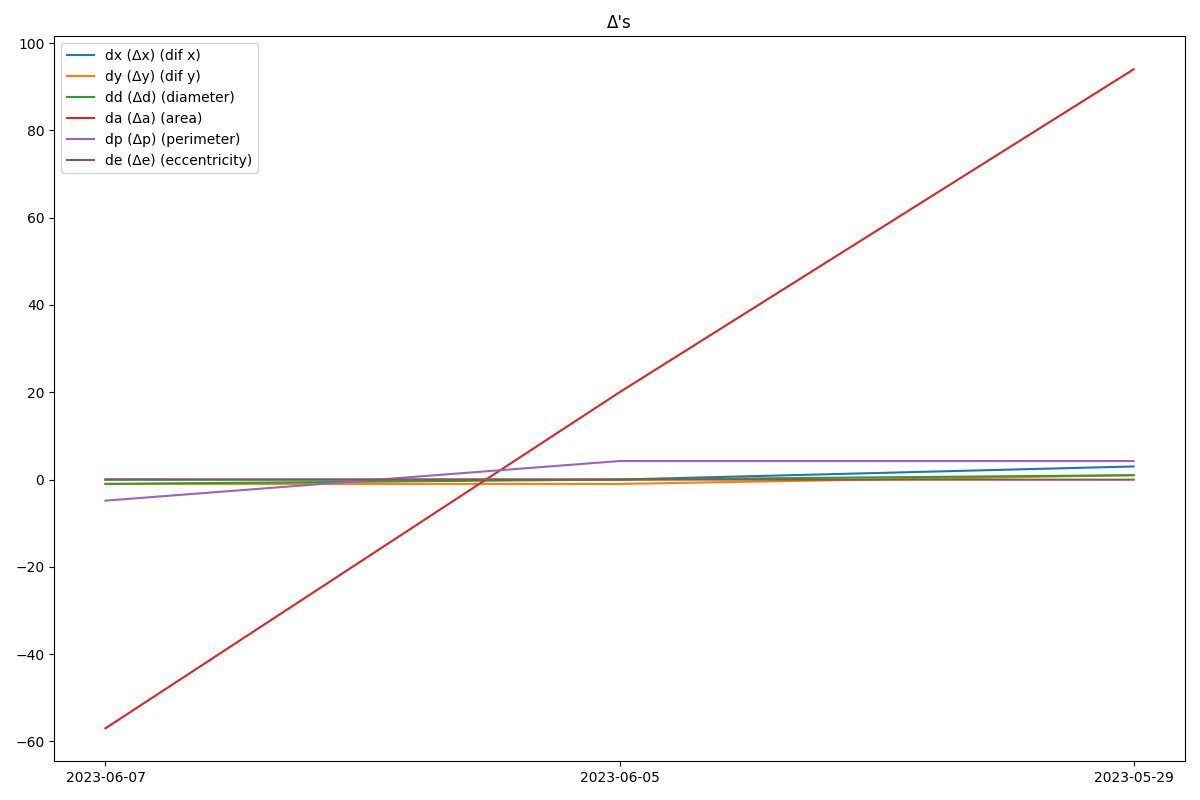 Δ's
dx (Δx) (dif x)
dy (Δy) (dif y)
dd (Δd) (diameter)
da (Δa) (area)
dp (Δp) (perimeter)
de (Δe) (eccentricity)
100
80
60
40
20
0
−20
−40
−60
2023-06-07 2023-06-05 2023-05-29